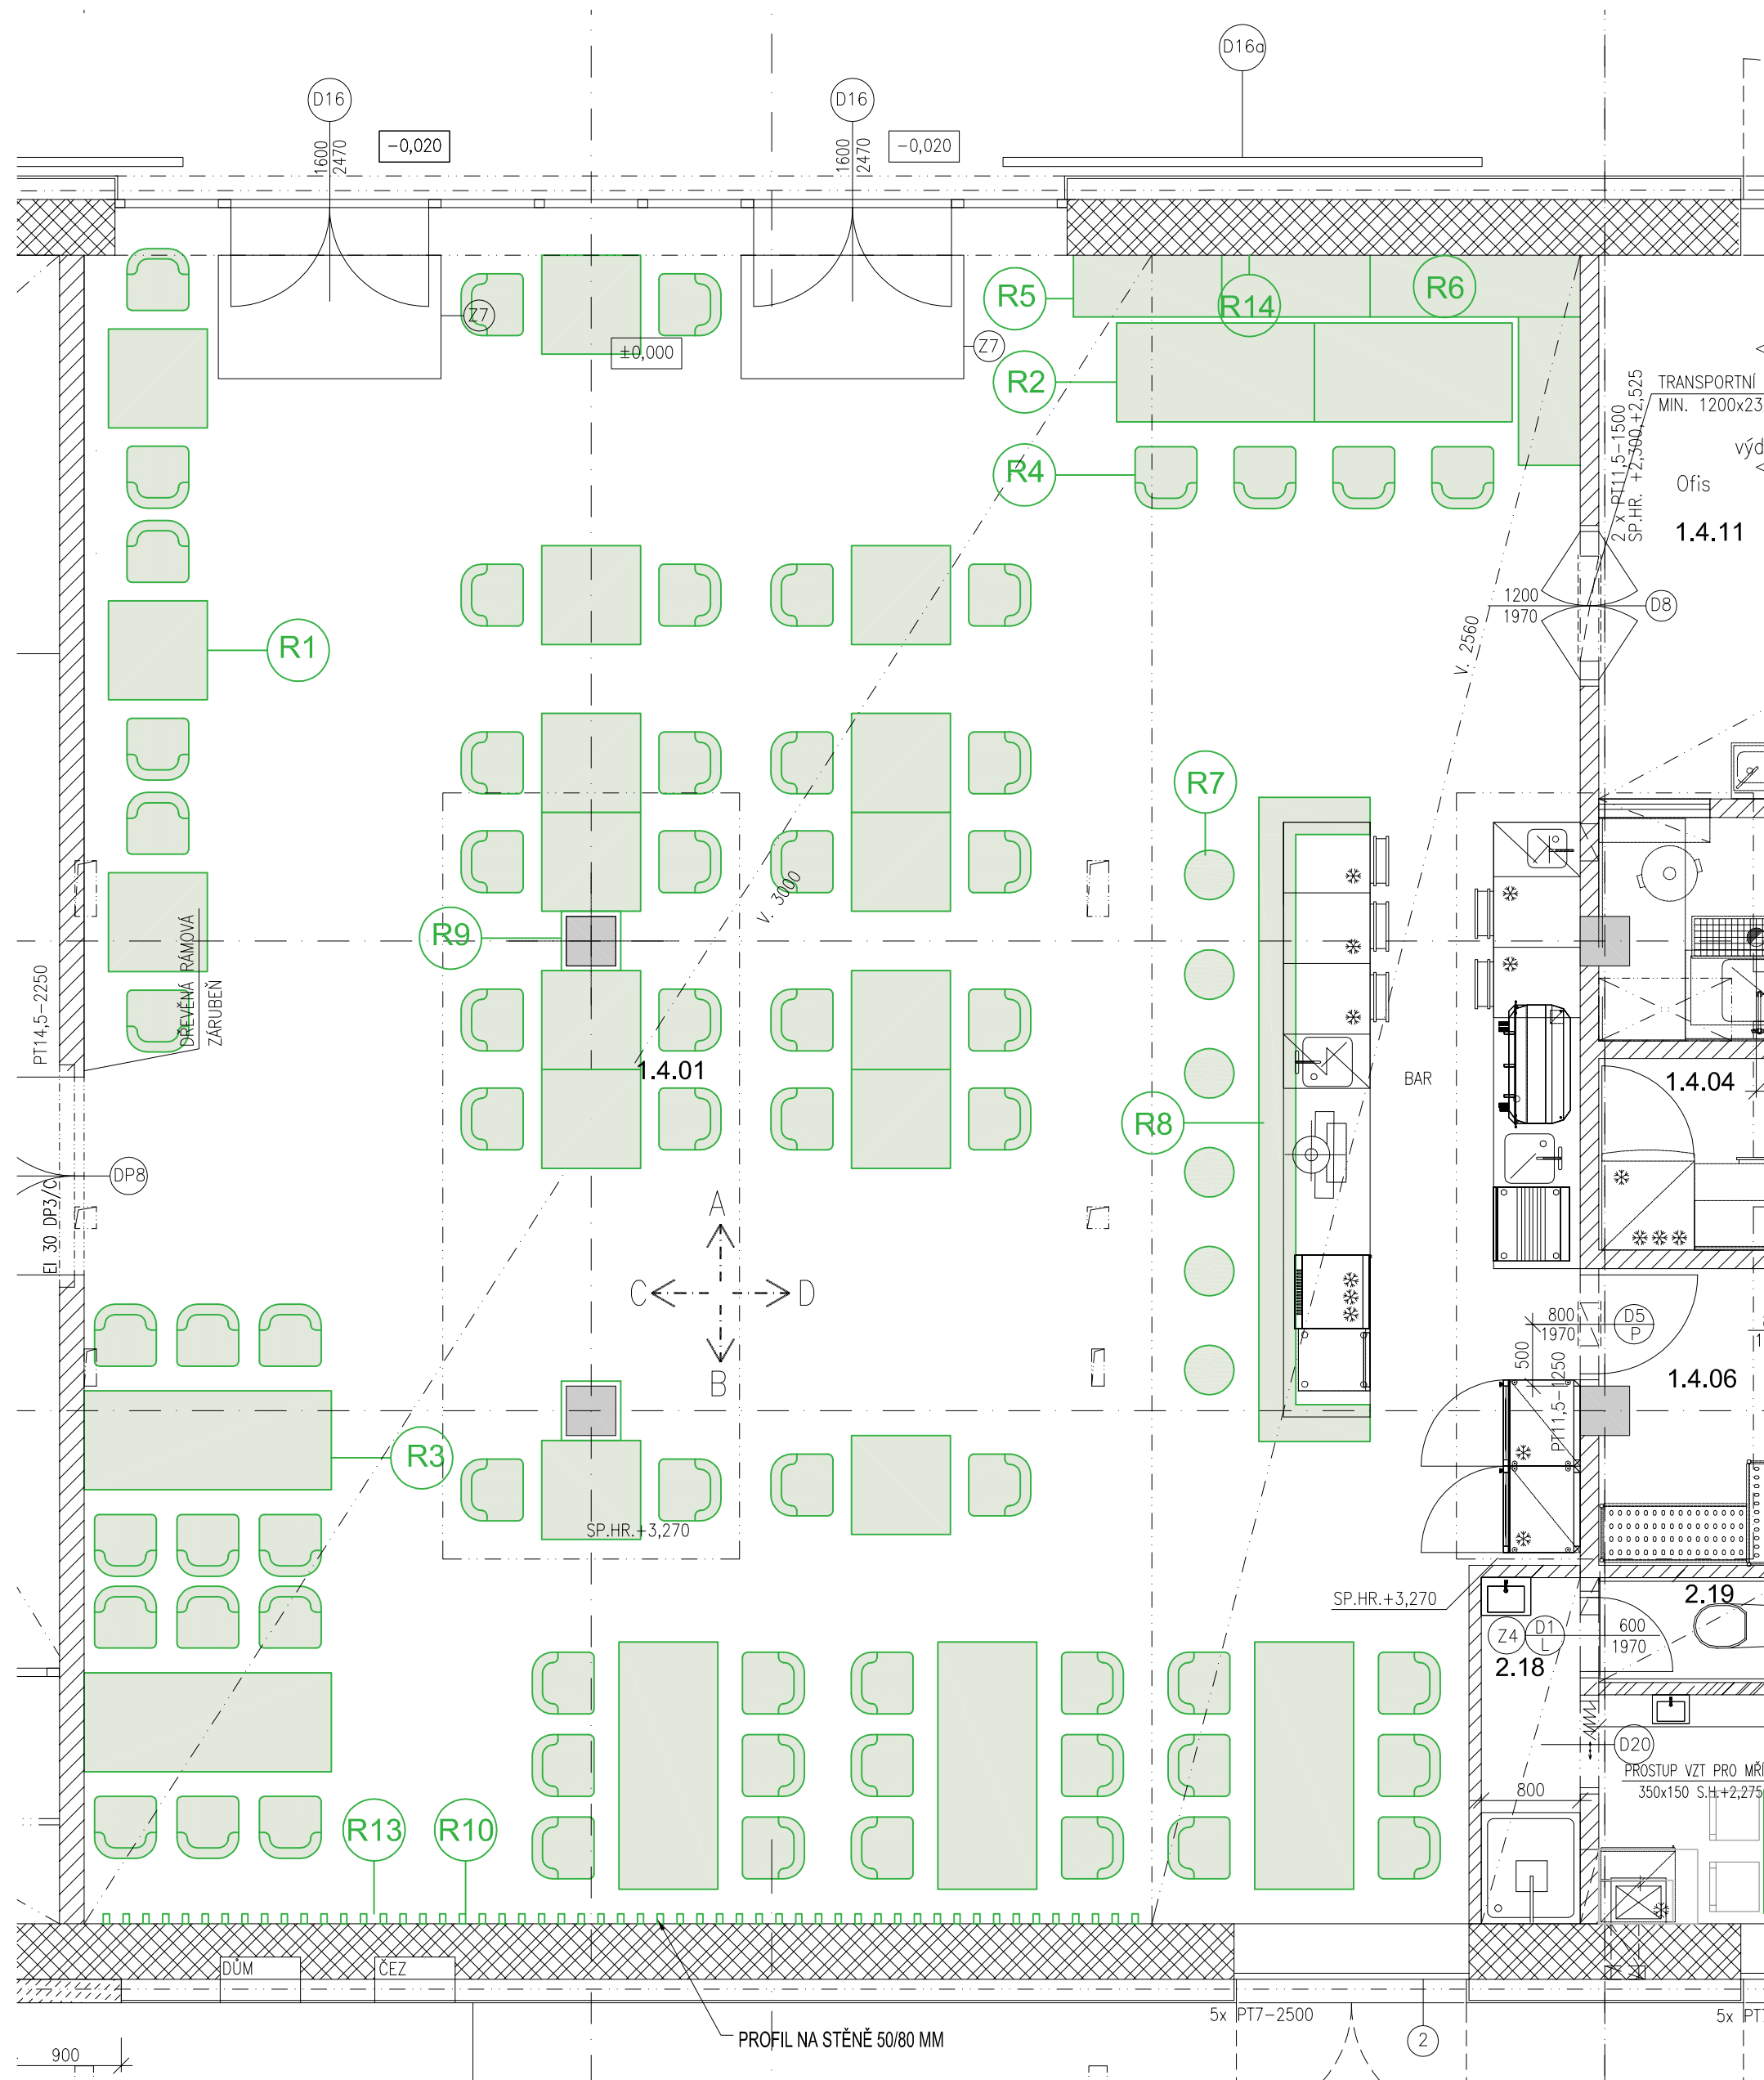 D16a
D16
D16
1600
2470
-0,020
1600
2470
-0,020
R5
R14
R6
Z7
Z7
±0,000
R2
R4
TRANSPORTNÍ
MIN. 1200x23
2 x PT11,5-1500
SP.HR. +2,300,+2,525
výd
Ofis
1.4.11
1200
1970
D8
R1
V. 2560
R7
V. 3000
R9
DŘEVĚNÁ RÁMOVÁ
ZÁRUBEŇ
PT14,5-2250
1.4.01
BAR
1.4.04
R8
DP8
EI 30 DP3/C
A
C
D
B
800
1970
D5
P
500
PT11,5-1250
1.4.06
R3
SP.HR.+3,270
SP.HR.+3,270
2.19
Z4
D1
L
600
1970
2.18
D20
PROSTUP VZT PRO MŘÍ
350x150 S.H.+2,275
800
R13
R10
DŮM
ČEZ
5x PT7-2500
5x PT7
PROFIL NA STĚNĚ 50/80 MM
2
900